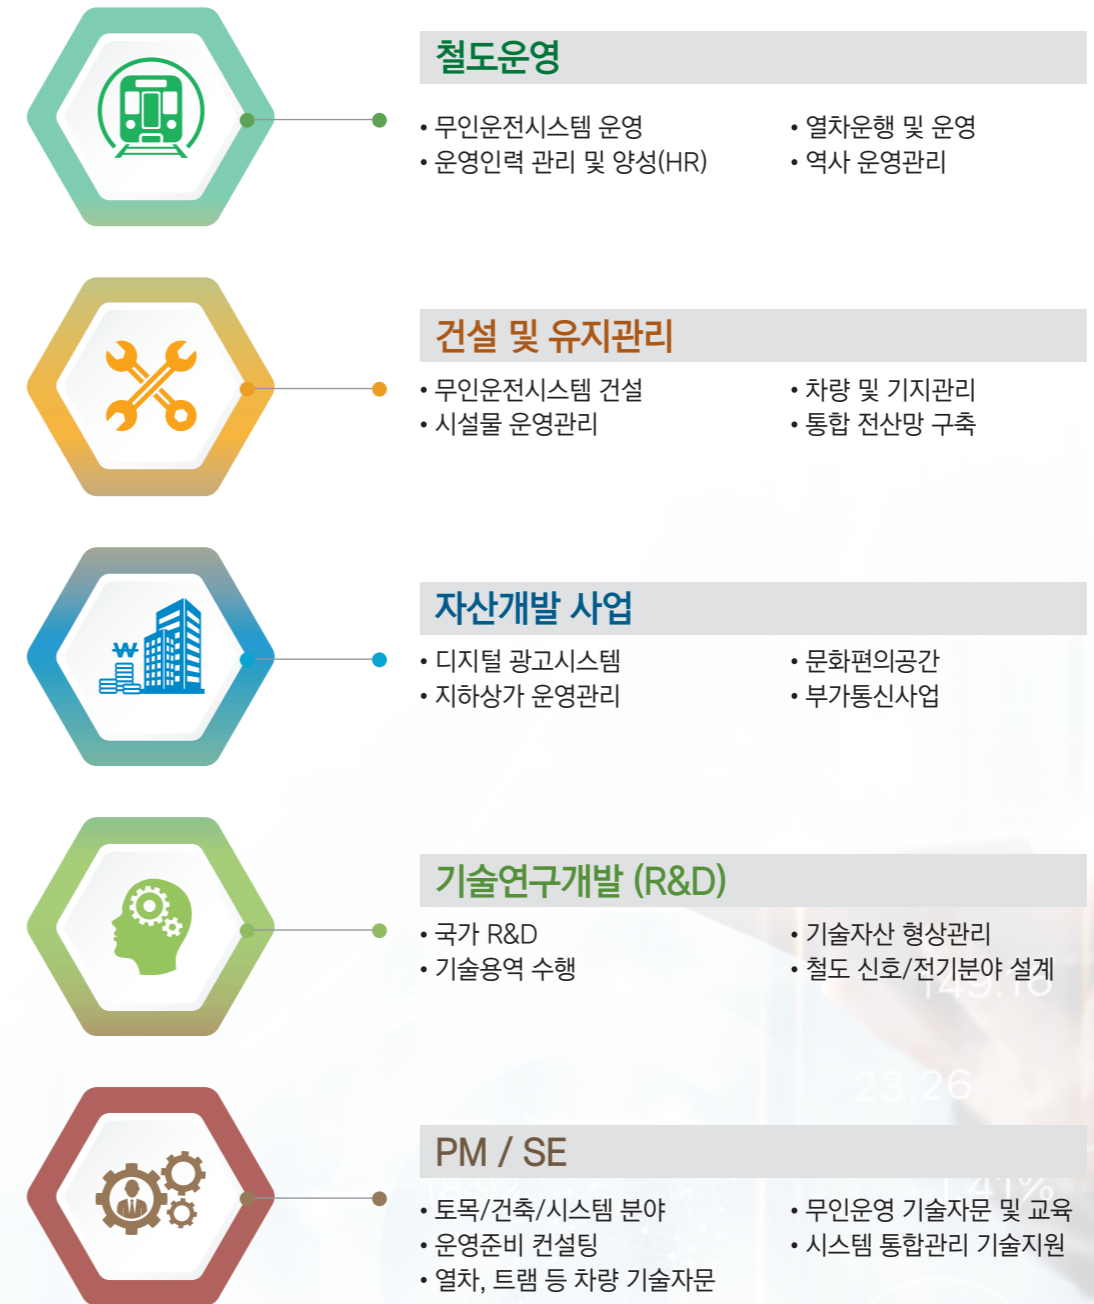 철도운영
• 무인운전시스템 운영
• 운영인력 관리 및 양성(HR)
• 열차운행 및 운영
• 역사 운영관리
건설 및 유지관리
• 무인운전시스템 건설
• 시설물 운영관리
• 차량 및 기지관리
• 통합 전산망 구축
₩
자산개발 사업
• 디지털 광고시스템
• 지하상가 운영관리
• 문화편의공간
• 부가통신사업
기술연구개발 (R&D)
• 국가 R&D
• 기술용역 수행
• 기술자산 형상관리
• 철도 신호/전기분야 설계
149.16
23.26
PM / SE
1.41%
• 토목/건축/시스템 분야
• 운영준비 컨설팅
• 열차, 트램 등 차량 기술자문
• 무인운영 기술자문 및 교육
• 시스템 통합관리 기술지원